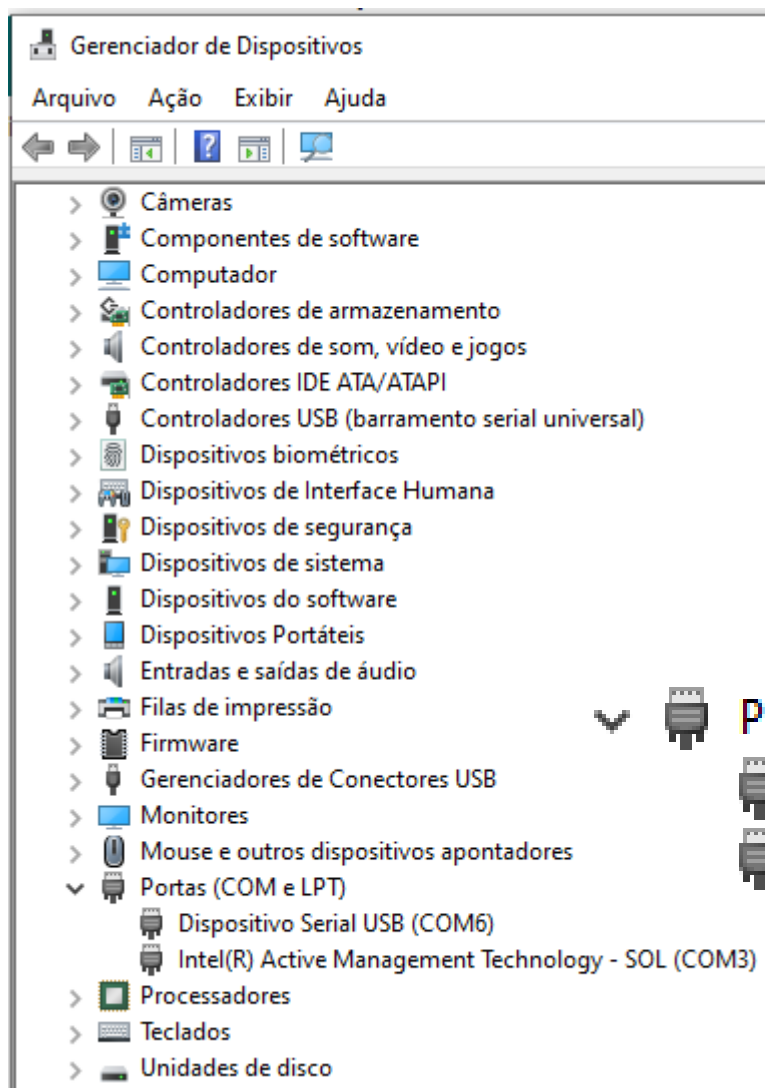 Gerenciador de Dispositivos
Arquivo Ação Exibir Ajuda
Câmeras
Componentes de software
Computador
Controladores de armazenamento
Controladores de som, vídeo e jogos
Controladores IDE ATA/ATAPI
Controladores USB (barramento serial universal)
Dispositivos biométricos
Dispositivos de Interface Humana
Dispositivos de segurança
Dispositivos de sistema
Dispositivos do software
Dispositivos Portáteis
Entradas e saídas de áudio
Filas de impressão
Firmware
Gerenciadores de Conectores USB
Monitores
Mouse e outros dispositivos apontadores
Portas (COM e LPT)
Dispositivo Serial USB (COM6)
Intel(R) Active Management Technology - SOL (COM3)
Processadores
Teclados
Unidades de disco